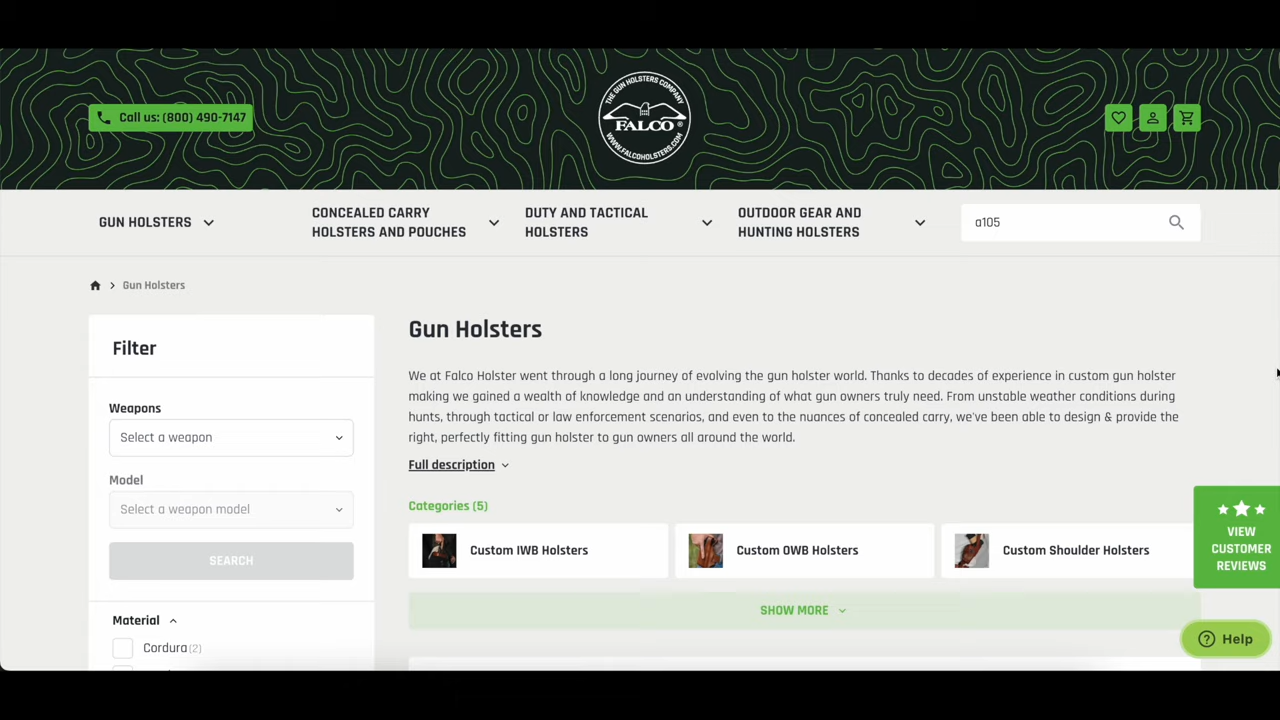 Call us: (800) 490-7147
THE GUN HOLSTERS COMPANY
FALCO®
WWW.FALCOHOLSTERS.COM
GUN HOLSTERS
CONCEALED CARRY
HOLSTERS AND POUCHES
DUTY AND TACTICAL
HOLSTERS
OUTDOOR GEAR AND
HUNTING HOLSTERS
a105
Gun Holsters
Filter
Weapons
Select a weapon
Model
Select a weapon model
SEARCH
Material
Cordura (2)
Gun Holsters
We at Falco Holster went through a long journey of evolving the gun holster world. Thanks to decades of experience in custom gun holster
making we gained a wealth of knowledge and an understanding of what gun owners truly need. From unstable weather conditions during
hunts, through tactical or law enforcement scenarios, and even to the nuances of concealed carry, we've been able to design & provide the
right, perfectly fitting gun holster to gun owners all around the world.
Full description
Categories (5)
Custom IWB Holsters
Custom OWB Holsters
Custom Shoulder Holsters
SHOW MORE
VIEW
CUSTOMER
REVIEWS
Help